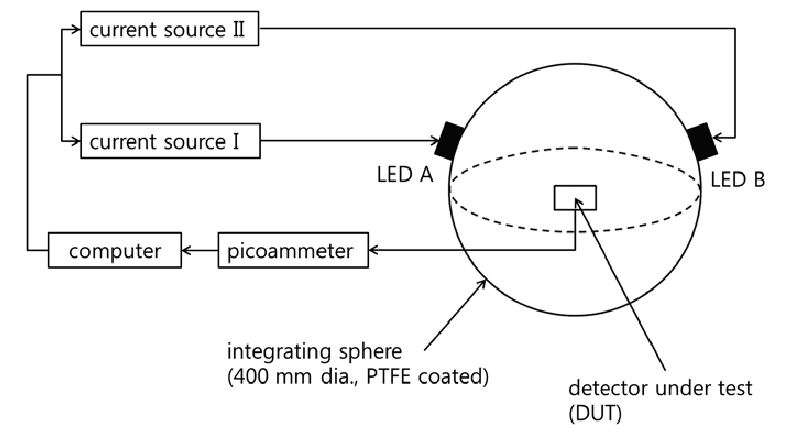 current source Ⅱ
current source Ⅰ
LED A
LED B
computer
picoammeter
integrating sphere
(400 mm dia., PTFE coated)
detector under test
(DUT)